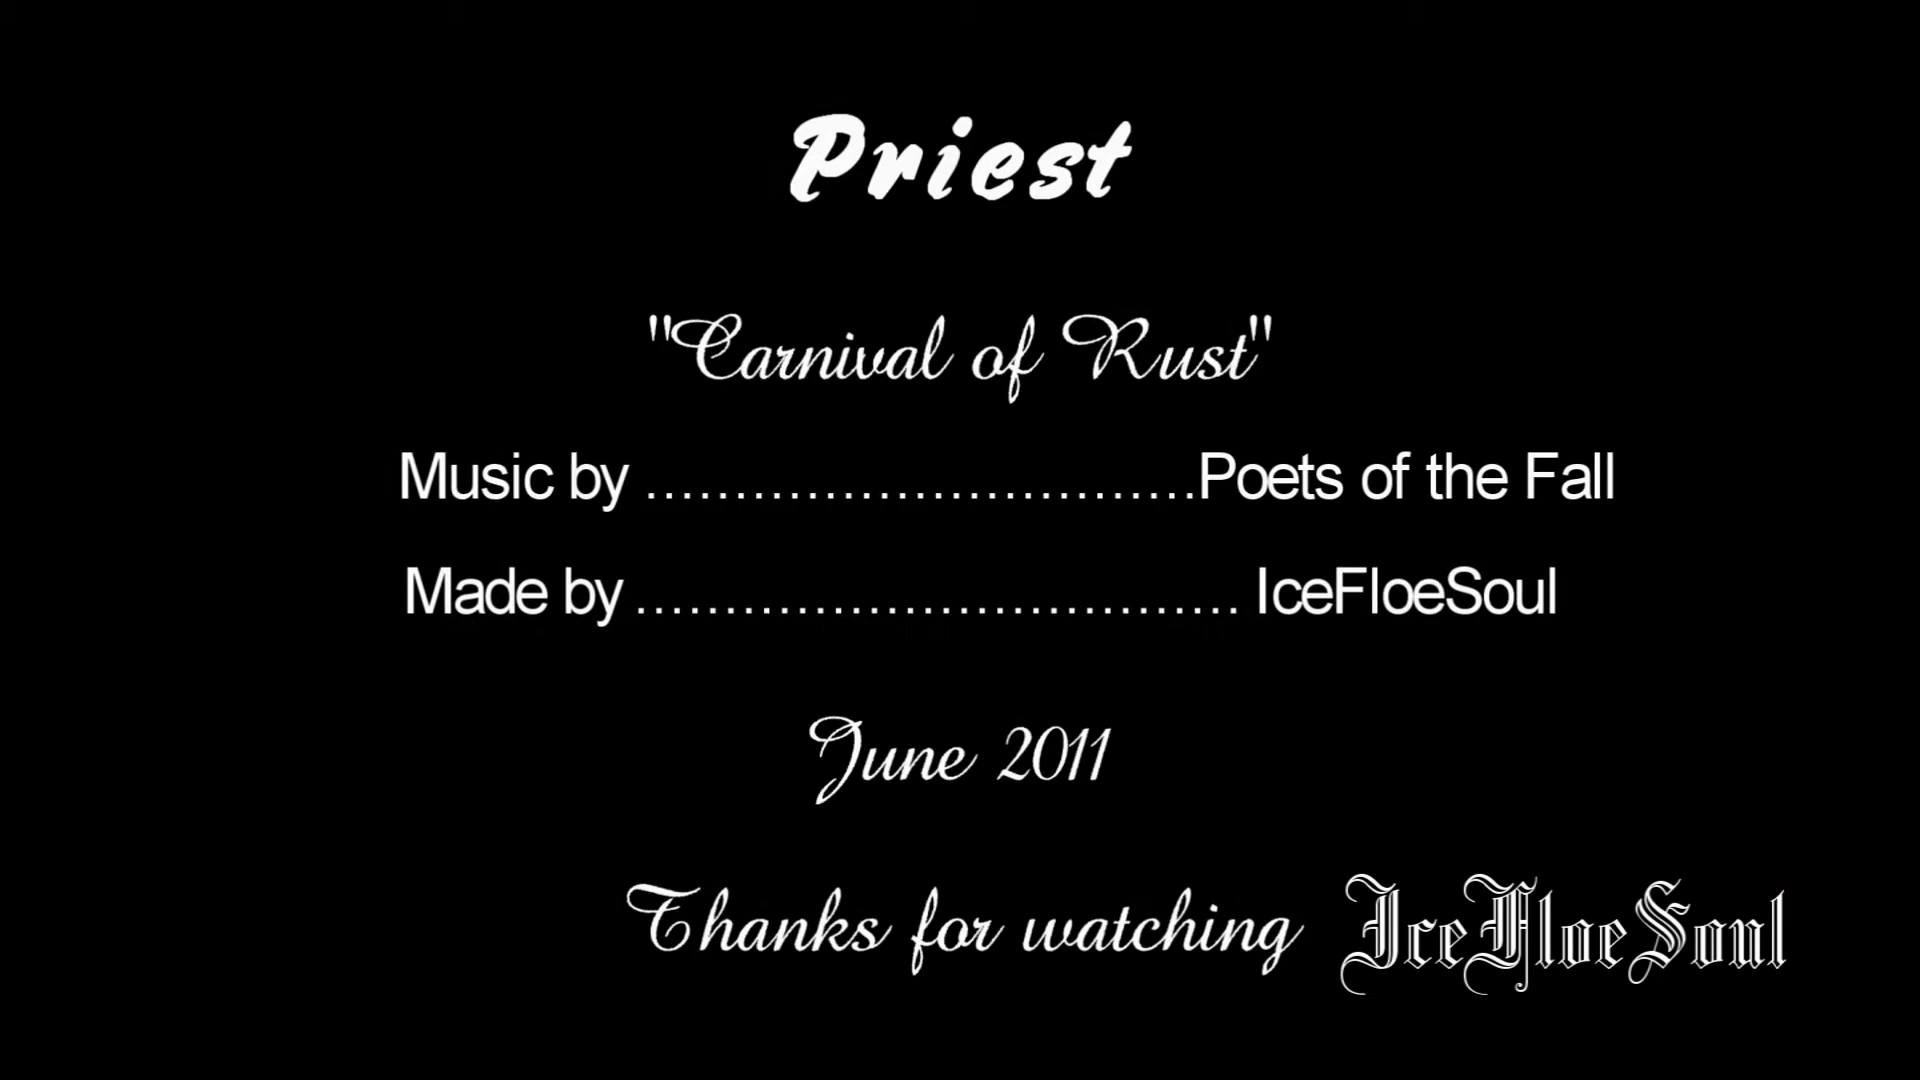 Priest
"Carnival of Rust"
Music by ...............................Poets of the Fall
Made by .................................. IceFloeSoul
June 2011
Thanks for watching IceFloeSoul